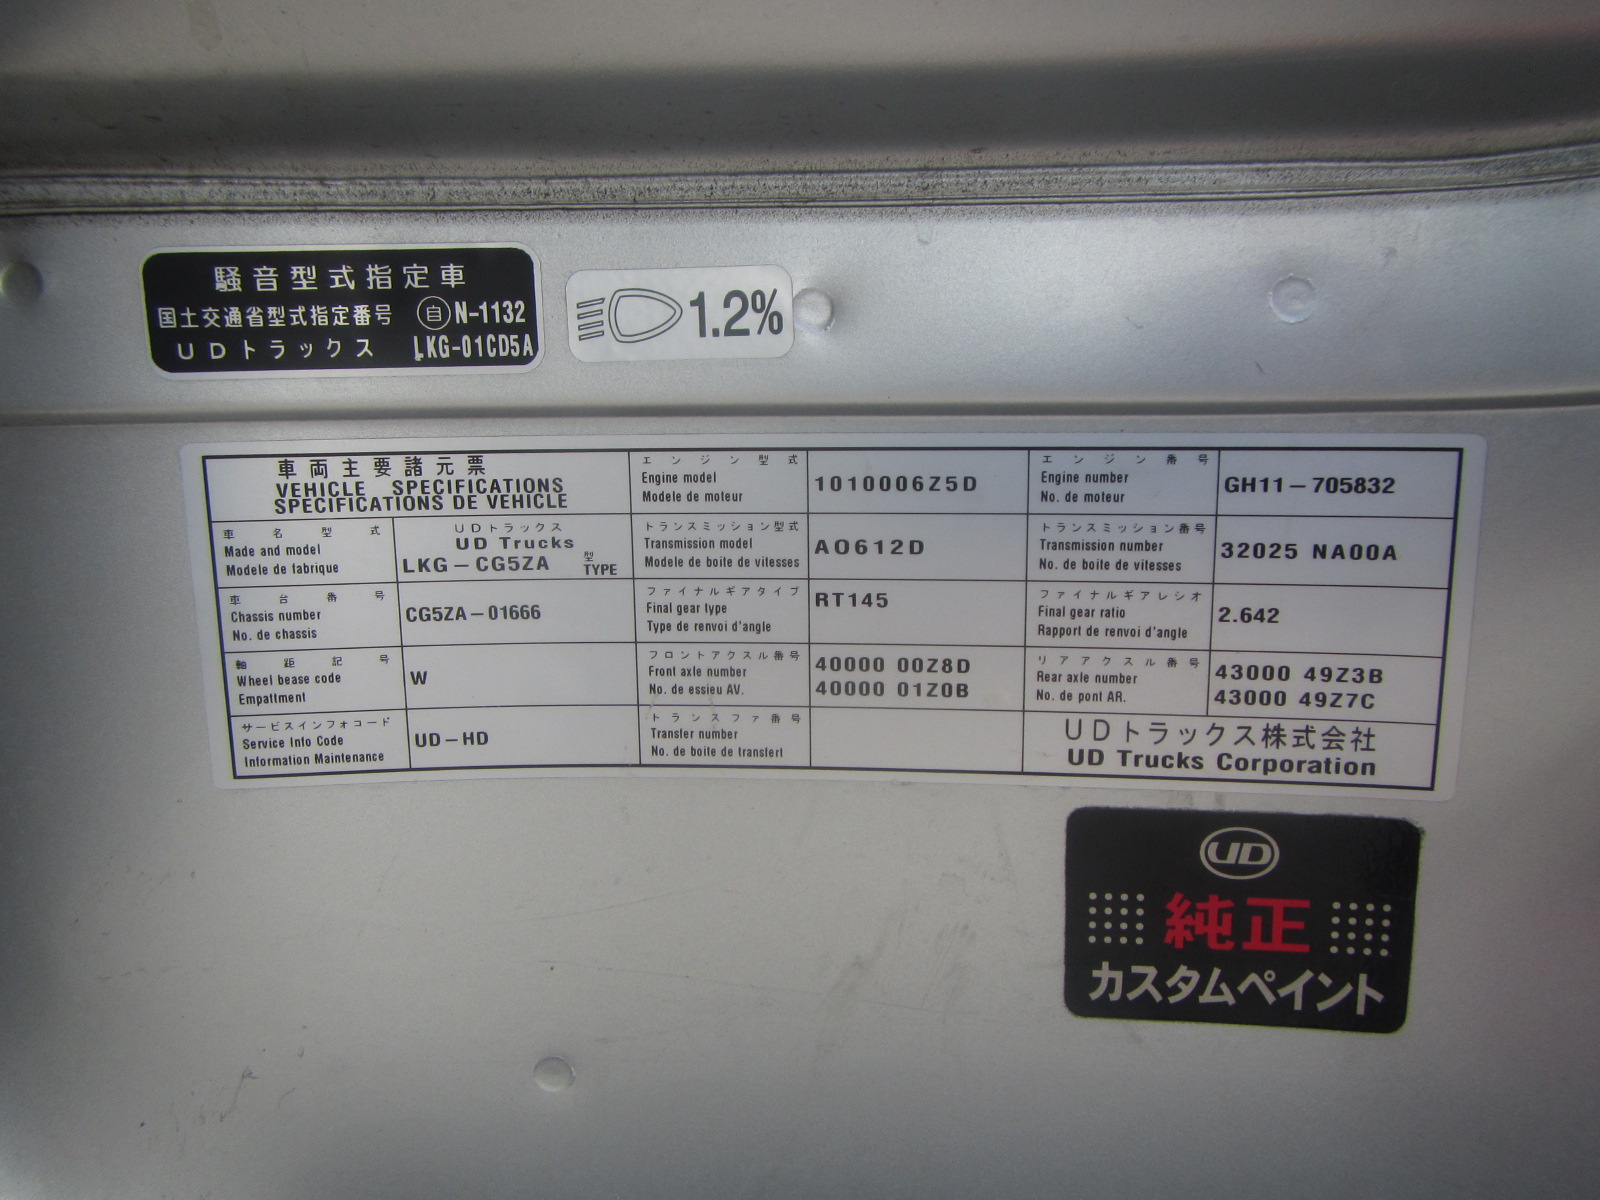 騒音型式指定車
国土交通省型式指定番号 自 N-1132
UDトラックス LKG-01CD5A
1.2%
車両主要諸元票
VEHICLE SPECIFICATIONS
SPECIFICATIONS DE VEHICLE
エンジン型式
Engine model
Modele de moteur
1010006Z5D
エンジン番号
Engine number
No. de moteur
GH11-705832
車名型式
Made and model
Modele de fabrique
UDトラックス
UD Trucks
LKG-CG5ZA 型 TYPE
トランスミッション型式
Transmission model
Modele de boite de vitesses
AO612D
トランスミッション番号
Transmission number
No. de boite de vitesses
32025 NA00A
車台番号
Chassis number
No. de chassis
CG5ZA-01666
ファイナルギアタイプ
Final gear type
Type de renvoi d'angle
RT145
ファイナルギアレシオ
Final gear ratio
Rapport de renvoi d'angle
2.642
軸距記号
Wheel bease code
Empattment
W
フロントアクスル番号
Front axle number
No. de essieu AV.
40000 00Z8D
40000 01Z0B
リアアクスル番号
Rear axle number
No. de pont AR.
43000 49Z3B
43000 49Z7C
サービスインフォコード
Service Info Code
Information Maintenance
UD-HD
トランスファ番号
Transfer number
No. de boite de transfert
UDトラックス株式会社
UD Trucks Corporation
UD
純正
カスタムペイント